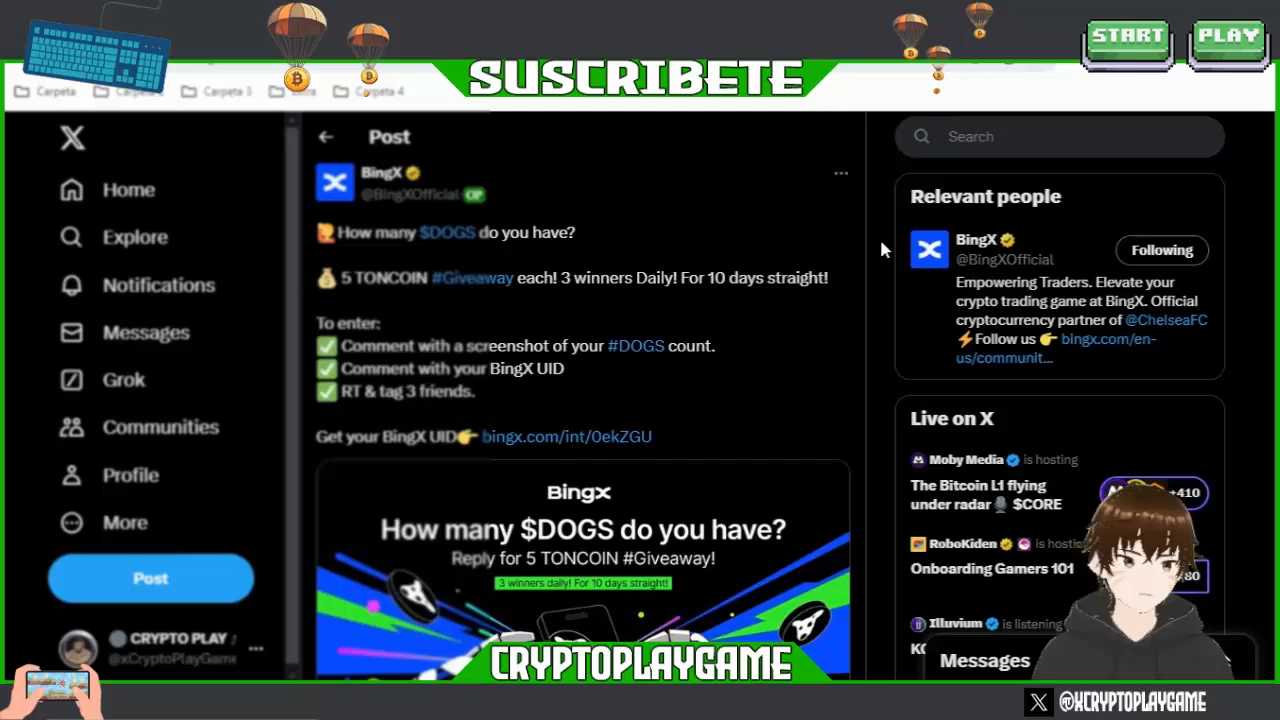 START PLAY
SUSCRIBETE
Carpeta
Carpeta 3
Carpeta 4
Home
Explore
Notifications
Messages
Grok
Communities
Profile
More
Post
CRYPTO PLAY
@xCryptoPlayGame
Post
BingX
@BingXOfficial
How many $DOGS do you have?
5 TONCOIN #Giveaway each! 3 winners Daily! For 10 days straight!
To enter:
Comment with a screenshot of your #DOGS count.
Comment with your BingX UID
RT & tag 3 friends.
Get your BingX UID bingx.com/int/0ekZGU
BingX
How many $DOGS do you have?
Reply for 5 TONCOIN #Giveaway!
3 winners daily! For 10 days straight!
Search
Relevant people
BingX
@BingXOfficial
Following
Empowering Traders. Elevate your
crypto trading game at BingX. Official
cryptocurrency partner of @ChelseaFC
Follow us bingx.com/en-
us/communit...
Live on X
Moby Media is hosting
The Bitcoin L1 flying
under radar $CORE
+410
RoboKiden is hosti
Onboarding Gamers 101
Illuvium is listening
Messages
CRYPTOPLAYGAME
@XCRYPTOPLAYGAME